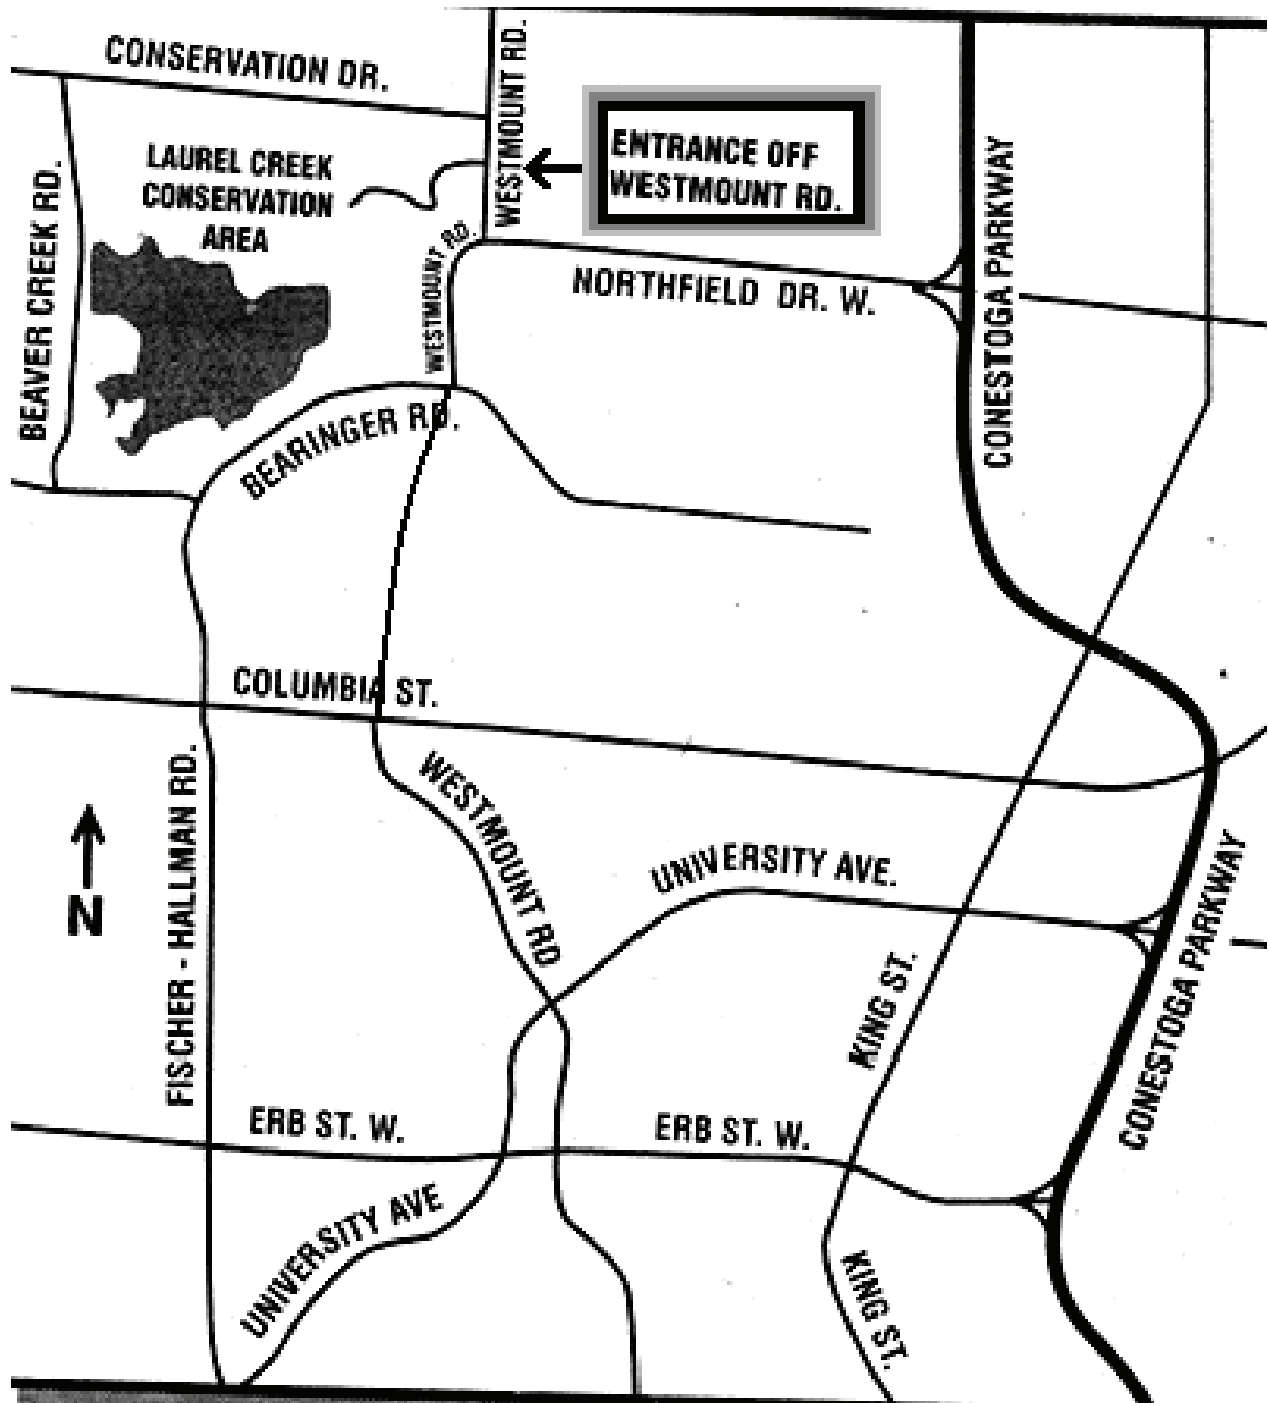 CONSERVATION DR.
WESTMOUNT RD.
ENTRANCE OFF
WESTMOUNT RD.
LAUREL CREEK
CONSERVATION
AREA
BEAVER CREEK RD.
WESTMOUNT RD.
NORTHFIELD DR. W.
CONESTOGA PARKWAY
BEARINGER RD.
COLUMBIA ST.
WESTMOUNT RD
FISCHER - HALLMAN RD.
N
UNIVERSITY AVE.
KING ST.
CONESTOGA PARKWAY
ERB ST. W.
ERB ST. W.
UNIVERSITY AVE
KING ST.